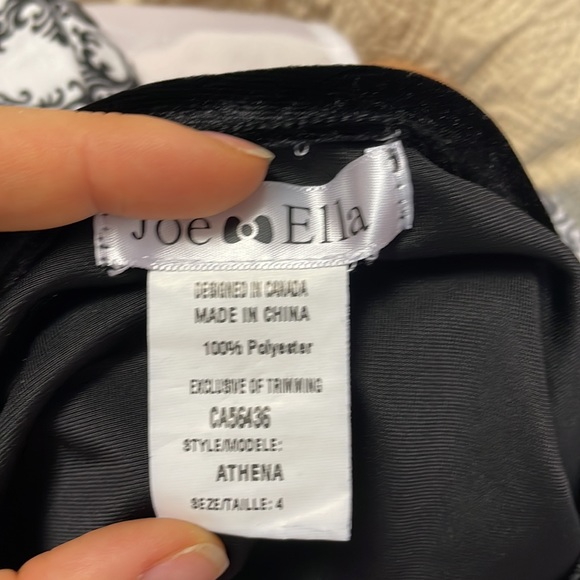 Joe Ella
DESIGNED IN CANADA
MADE IN CHINA
100% Polyester
EXCLUSIVE OF TRIMMING
CA56436
STYLE/MODELE:
ATHENA
SEZE/TAILLE: 4